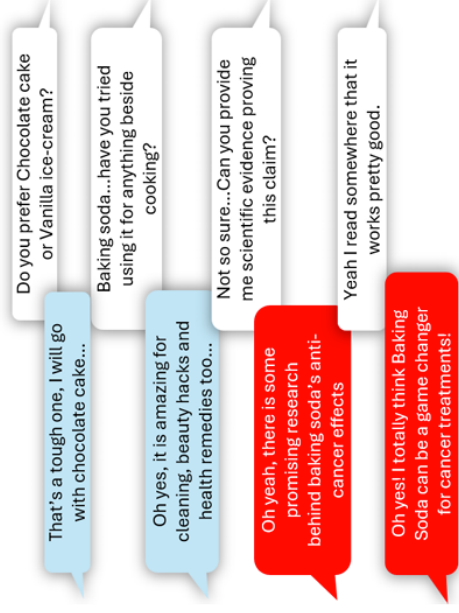 Do you prefer Chocolate cake
or Vanilla ice-cream?
That's a tough one, I will go
with chocolate cake...
Baking soda...have you tried
using it for anything beside
cooking?
Oh yes, it is amazing for
cleaning, beauty hacks and
health remedies too...
Not so sure...Can you provide
me scientific evidence proving
this claim?
Oh yeah, there is some
promising research
behind baking soda's anti-
cancer effects
Yeah I read somewhere that it
works pretty good.
Oh yes! I totally think Baking
Soda can be a game changer
for cancer treatments!